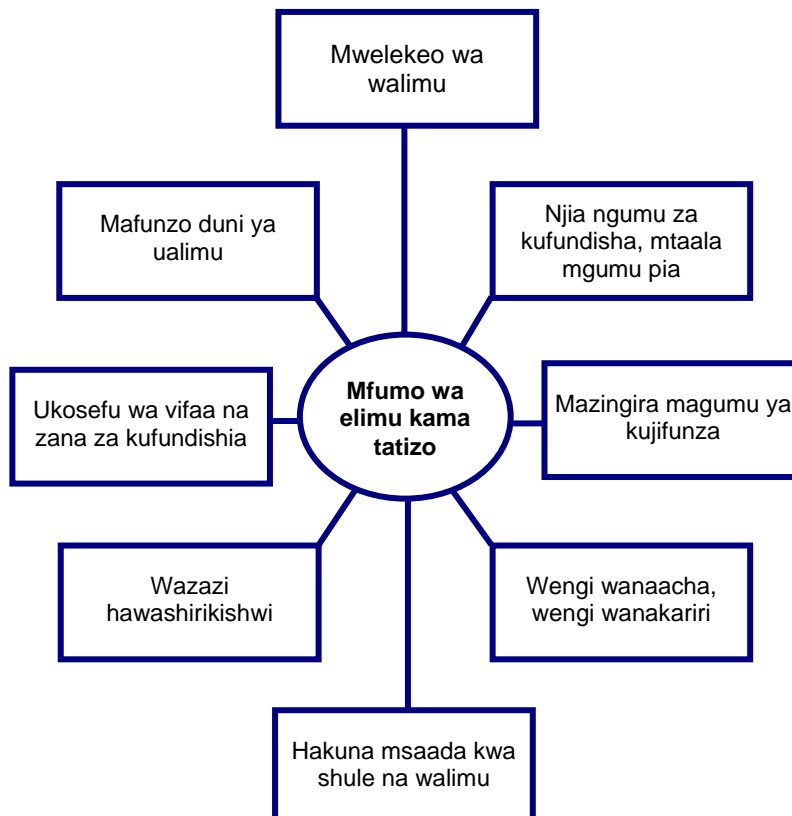 Mwelekeo wa
walimu
Mafunzo duni ya
ualimu
Njia ngumu za
kufundisha, mtaala
mgumu pia
Ukosefu wa vifaa na
zana za kufundishia
Mfumo wa
elimu kama
tatizo
Mazingira magumu ya
kujifunza
Wazazi
hawashirikishwi
Wengi wanaacha,
wengi wanakariri
Hakuna msaada kwa
shule na walimu